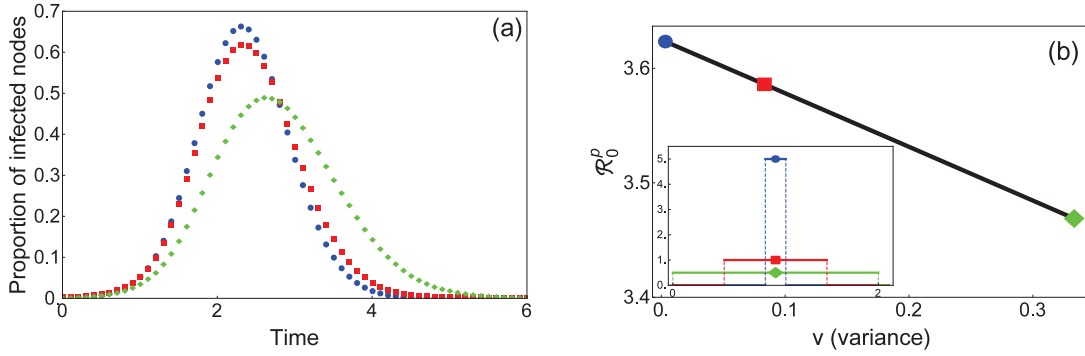 (a)
Proportion of infected nodes
0.7
0.6
0.5
0.4
0.3
0.2
0.1
0
0 2 4 6
Time
(b)
ℛ₀ᵖ
3.6
3.5
3.4
5.
4.
3.
2.
1.
0.
0 2
0.1 0.2 0.3
v (variance)